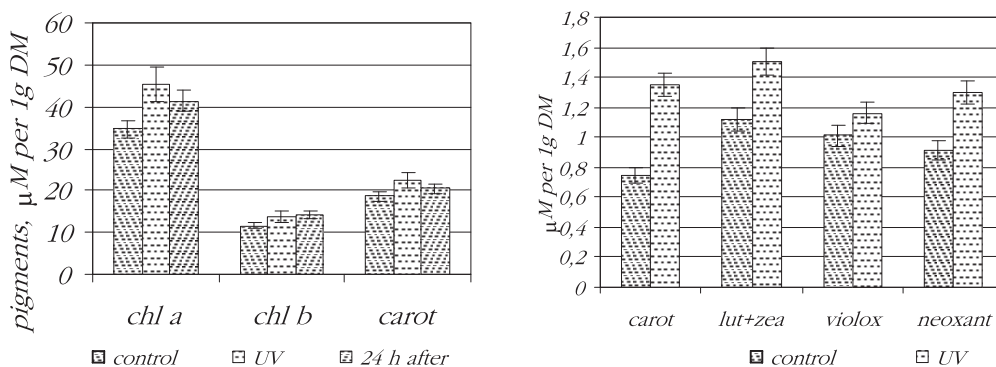 pigments, µM per 1g DM
60
50
40
30
20
10
0
chl a chl b carot
control UV 24 h after
µM per 1g DM
1,8
1,6
1,4
1,2
1
0,8
0,6
0,4
0,2
0
carot lut+zea violox neoxant
control UV